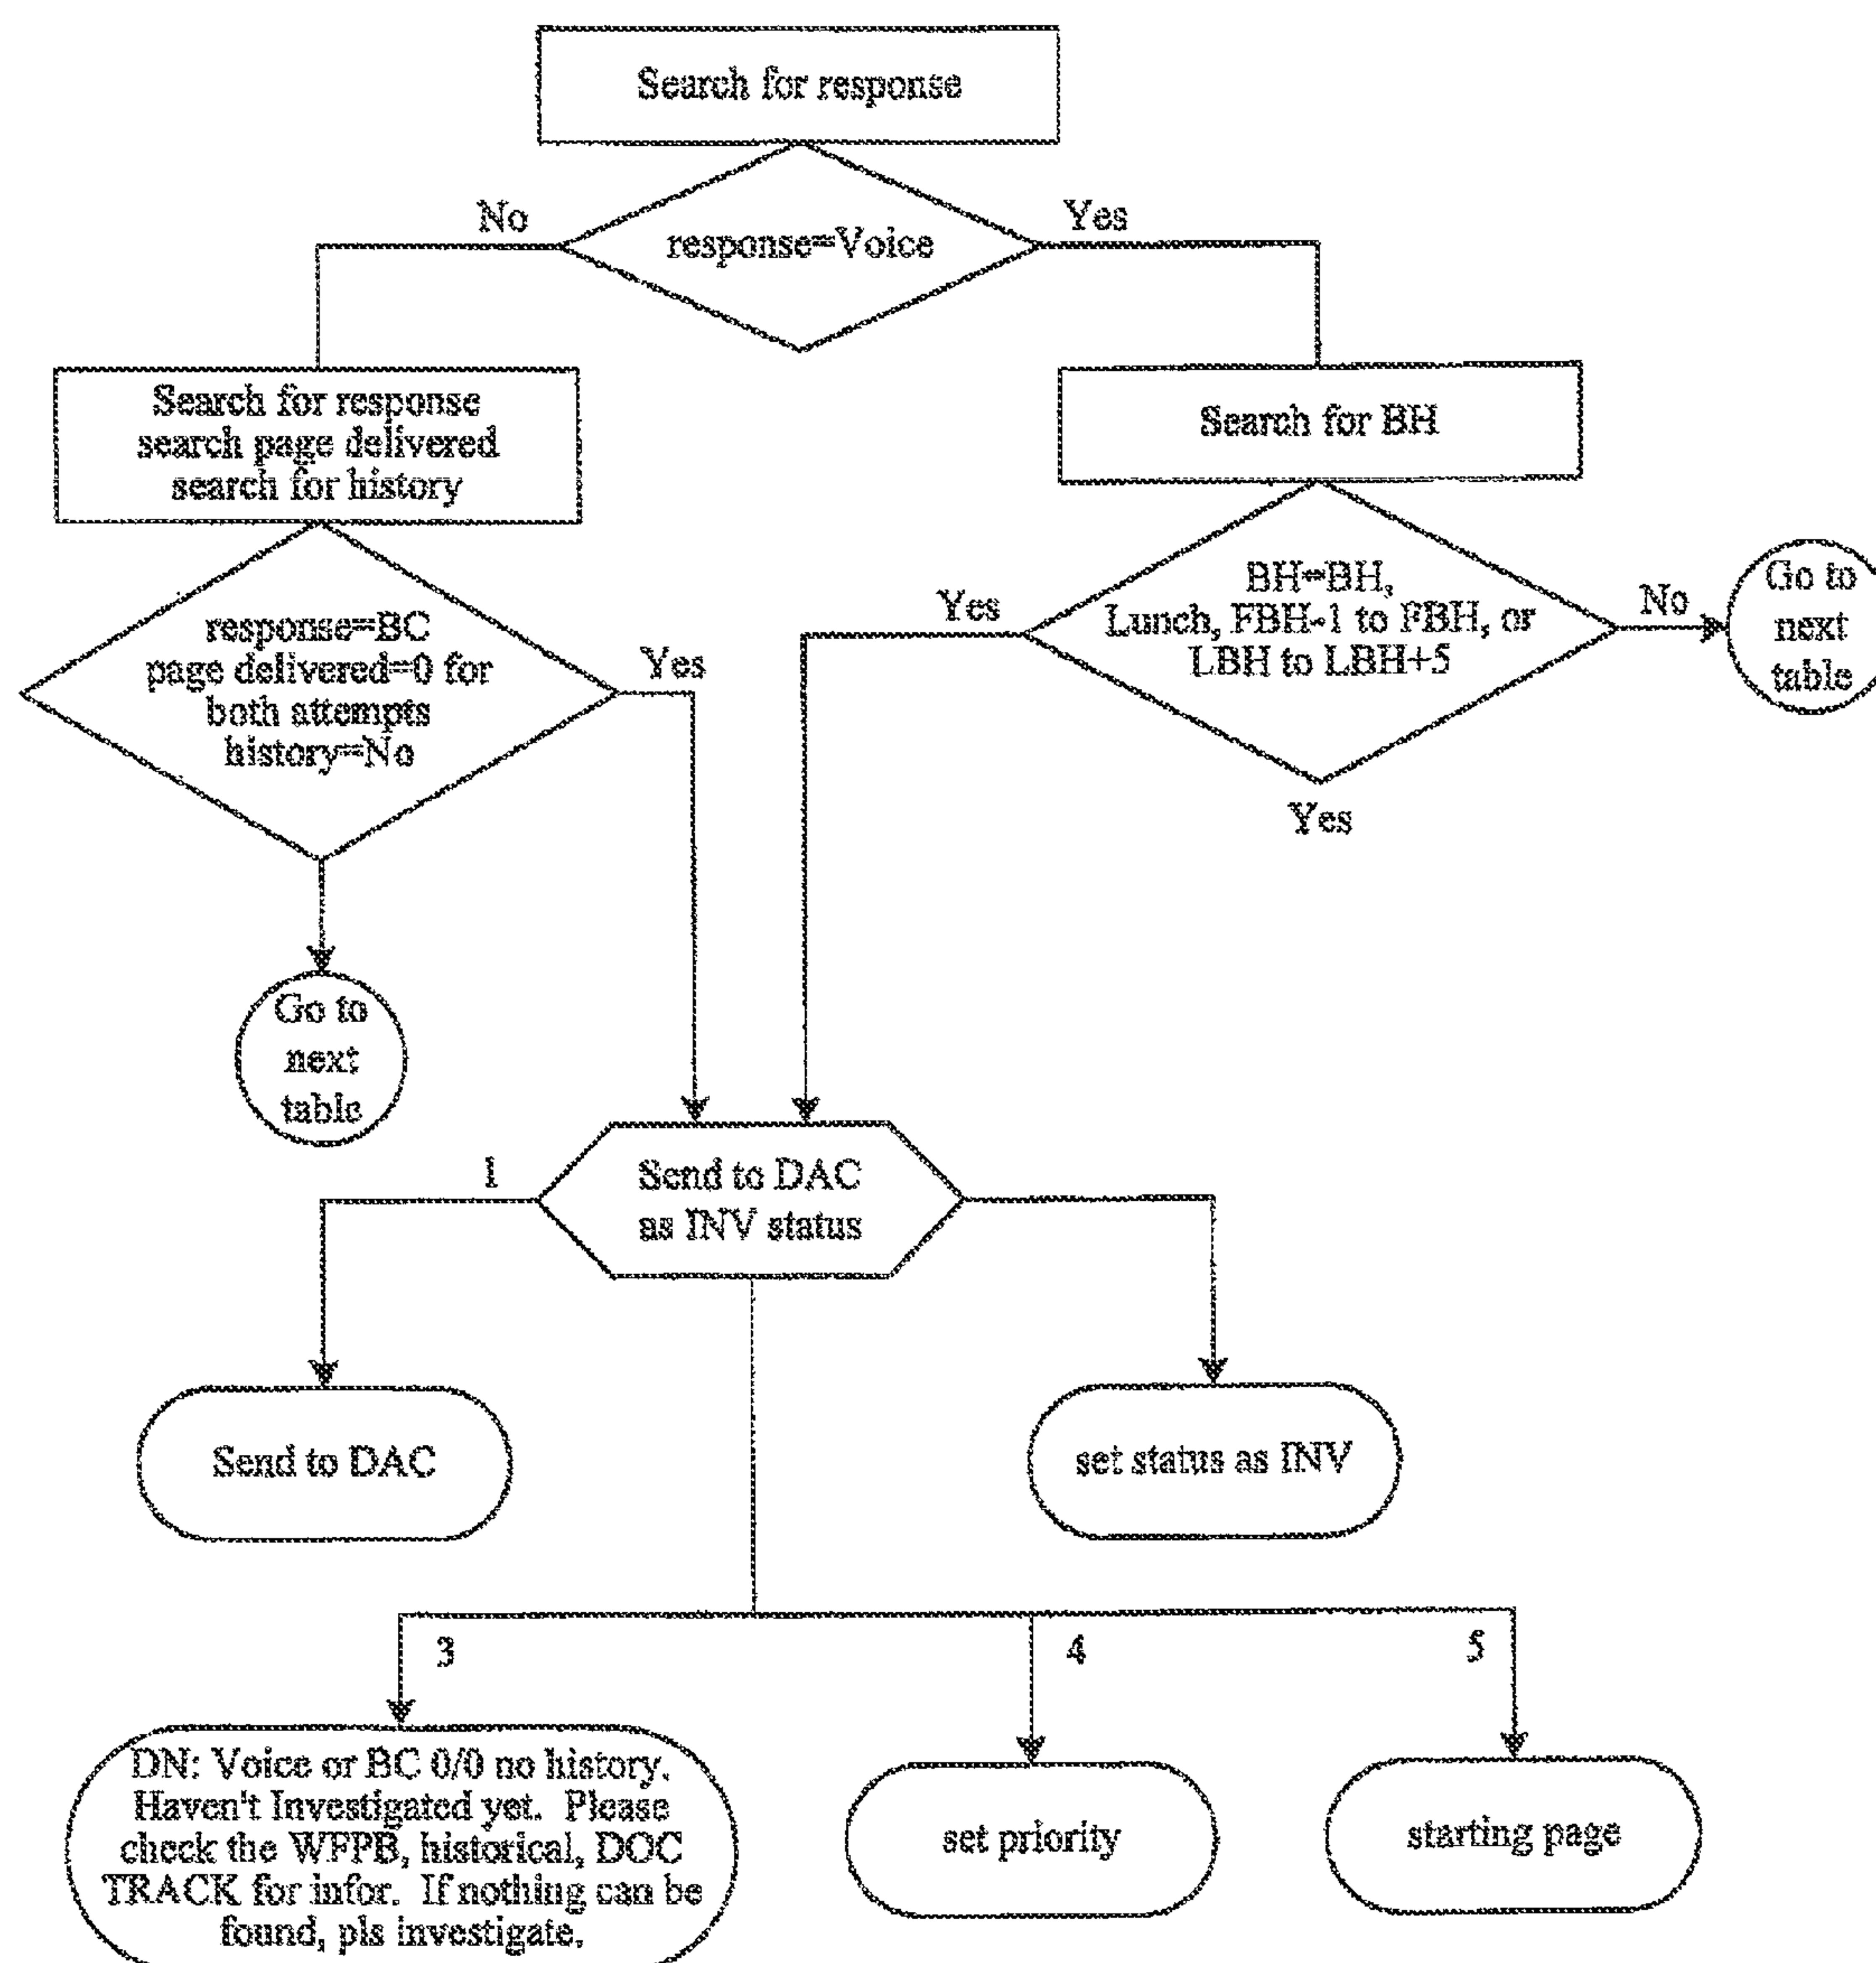 Search for response
No
response=Voice
Yes
Search for response
search page delivered
search for history
Search for BH
response=BC
page delivered=0 for
both attempts
history=No
Yes
Yes
BH=BH,
Lunch, FBH-1 to FBH, or
LBH to LBH+5
No
Go to
next
table
Yes
Go to
next
table
1
Send to DAC
as INV status
Send to DAC
set status as INV
3
4
5
DN: Voice or BC 0/0 no history.
Haven't Investigated yet. Please
check the WFPB, historical, DOC
TRACK for infor. If nothing can be
found, pls investigate.
set priority
starting page